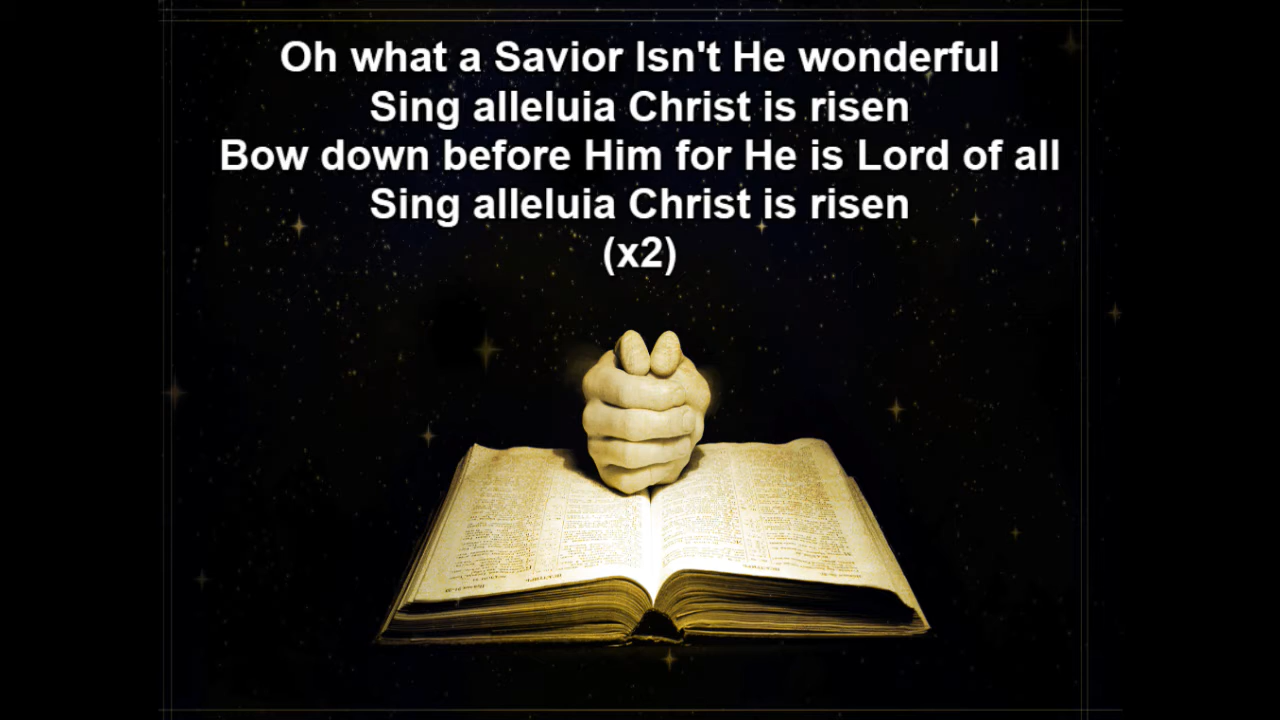 Oh what a Savior Isn't He wonderful
Sing alleluia Christ is risen
Bow down before Him for He is Lord of all
Sing alleluia Christ is risen
(x2)